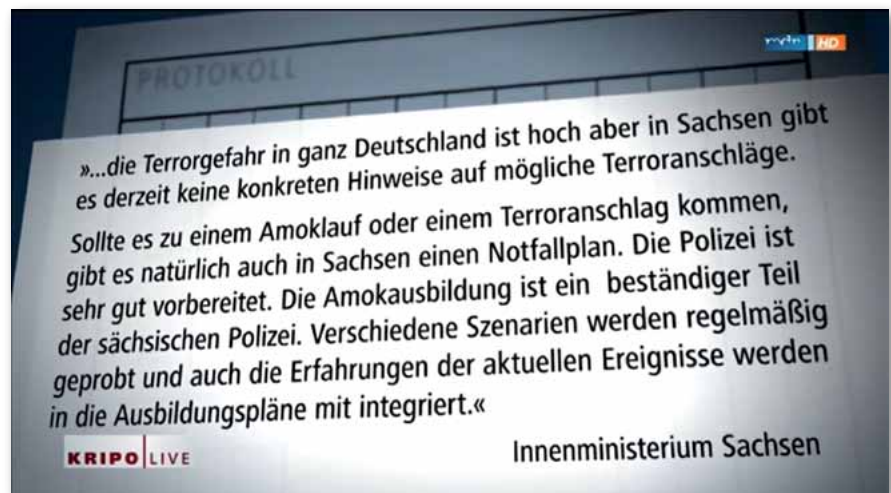 mdr HD
PROTOKOLL
»...die Terrorgefahr in ganz Deutschland ist hoch aber in Sachsen gibt
es derzeit keine konkreten Hinweise auf mögliche Terroranschläge.
Sollte es zu einem Amoklauf oder einem Terroranschlag kommen,
gibt es natürlich auch in Sachsen einen Notfallplan. Die Polizei ist
sehr gut vorbereitet. Die Amokausbildung ist ein beständiger Teil
der sächsischen Polizei. Verschiedene Szenarien werden regelmäßig
geprobt und auch die Erfahrungen der aktuellen Ereignisse werden
in die Ausbildungspläne mit integriert.«
Innenministerium Sachsen
KRIPO LIVE